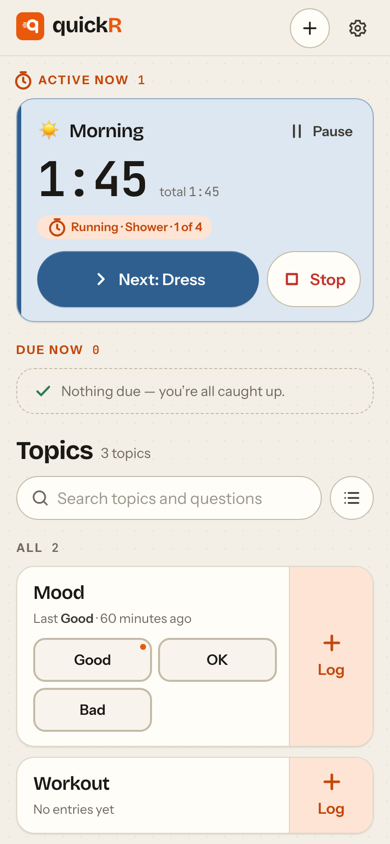 quickR
ACTIVE NOW 1
Morning
Pause
1:45 total 1:45
Running · Shower · 1 of 4
Next: Dress
Stop
DUE NOW 0
Nothing due — you're all caught up.
Topics 3 topics
Search topics and questions
ALL 2
Mood
Last Good · 60 minutes ago
Good
OK
Bad
Log
Workout
No entries yet
Log